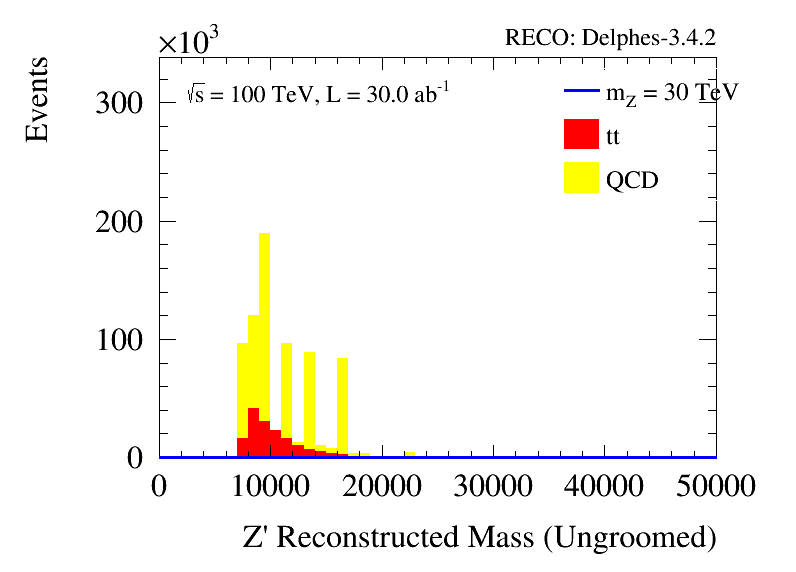 ×10³
RECO: Delphes-3.4.2
Events
√s = 100 TeV, L = 30.0 ab⁻¹
m_Z = 30 TeV
tt
QCD
300
200
100
0
0 10000 20000 30000 40000 50000
Z' Reconstructed Mass (Ungroomed)